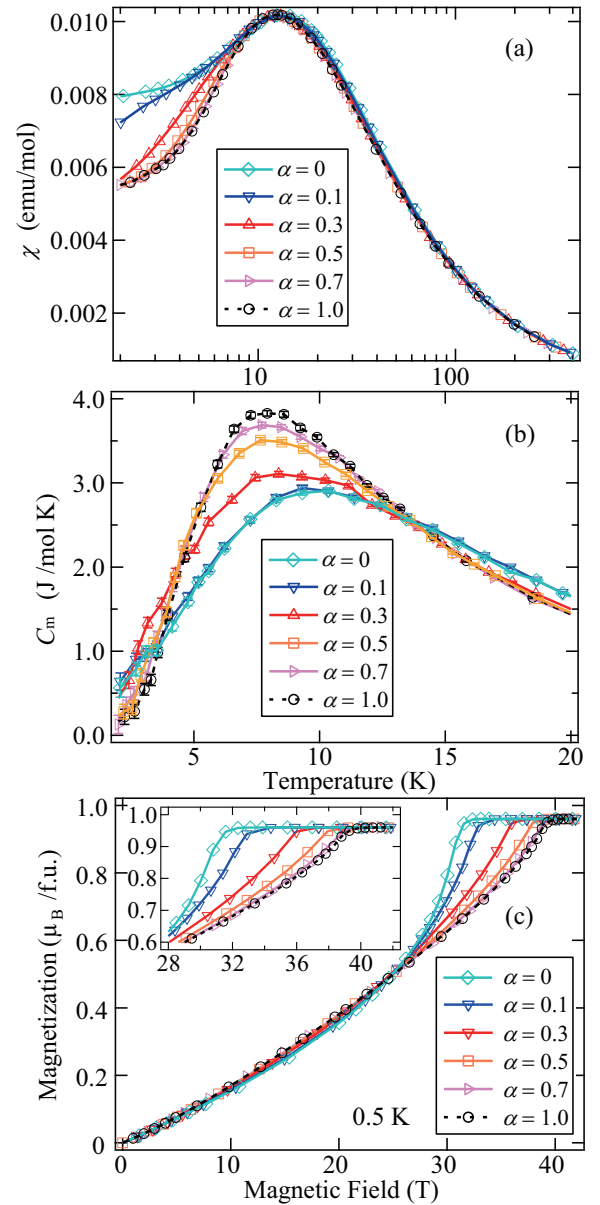 0.010
0.008
0.006
0.004
0.002
χ (emu/mol)
(a)
α = 0
α = 0.1
α = 0.3
α = 0.5
α = 0.7
α = 1.0
10
100
4.0
3.0
2.0
1.0
0.0
Cm (J /mol K)
(b)
α = 0
α = 0.1
α = 0.3
α = 0.5
α = 0.7
α = 1.0
5
10
15
20
Temperature (K)
1.0
0.8
0.6
0.4
0.2
0
Magnetization (μB /f.u.)
1.0
0.9
0.8
0.7
0.6
28
32
36
40
(c)
α = 0
α = 0.1
α = 0.3
α = 0.5
α = 0.7
α = 1.0
0.5 K
0
10
20
30
40
Magnetic Field (T)